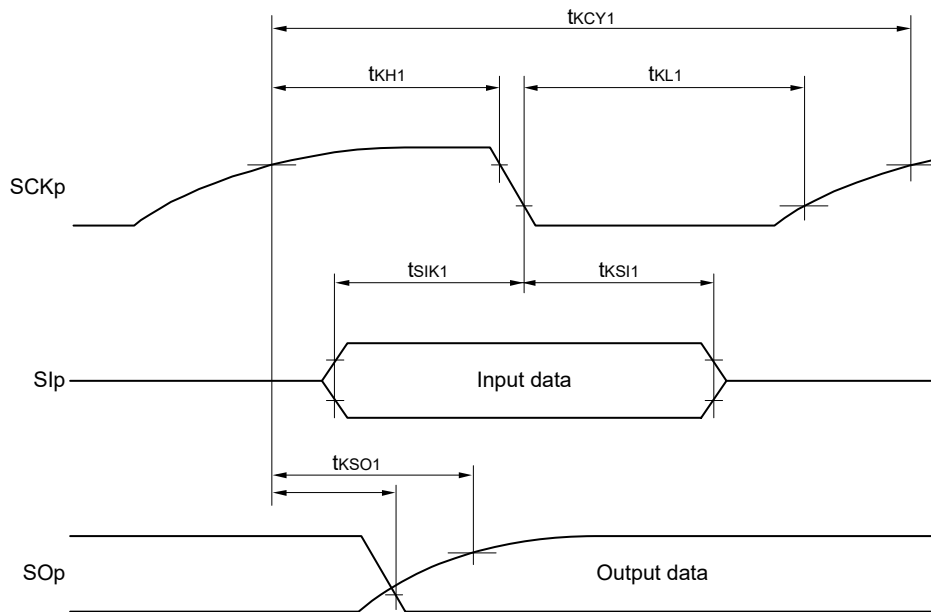 tKCY1
tKH1
tKL1
SCKp
tSIK1
tKSI1
SIp
Input data
tKSO1
SOp
Output data